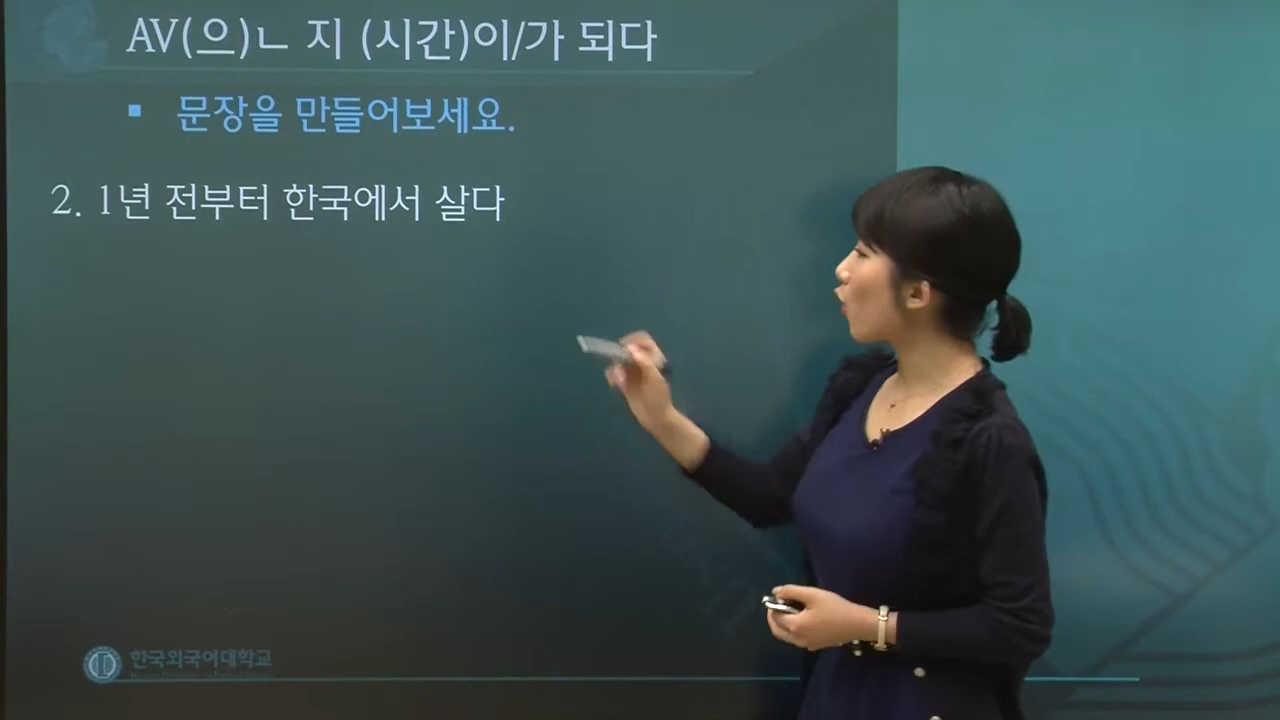 AV(으)ㄴ 지 (시간)이/가 되다
▪ 문장을 만들어보세요.
2. 1년 전부터 한국에서 살다
한국외국어대학교